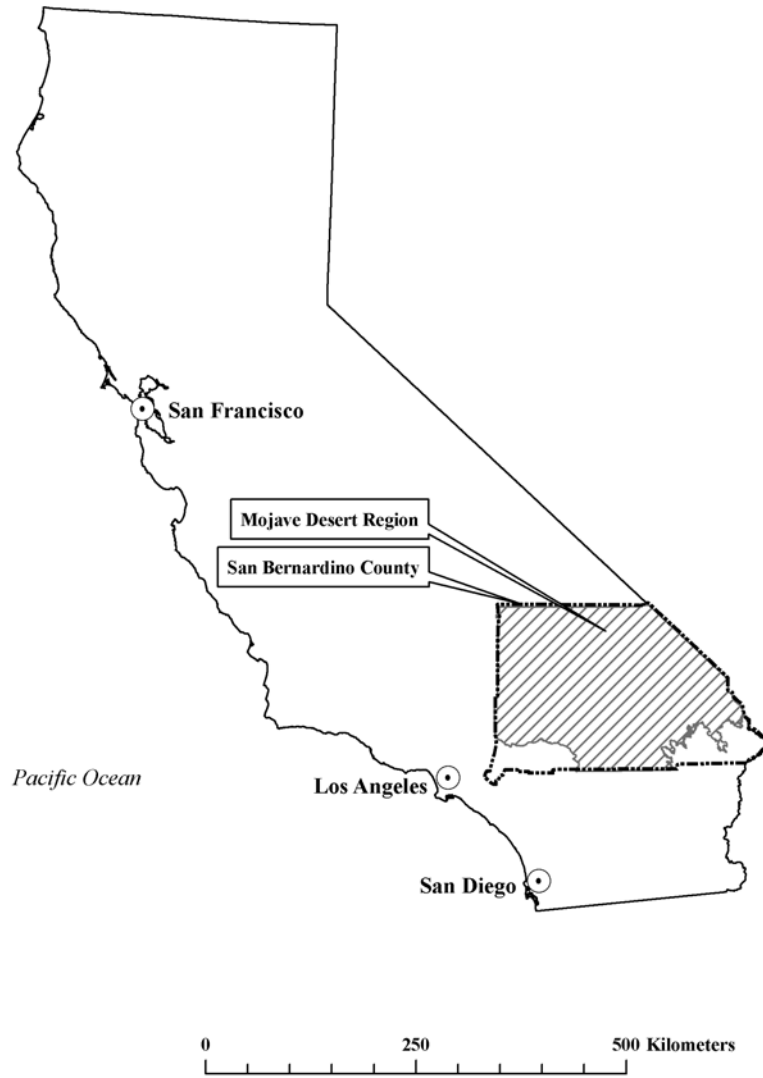 San Francisco
Mojave Desert Region
San Bernardino County
Pacific Ocean
Los Angeles
San Diego
0 250 500 Kilometers